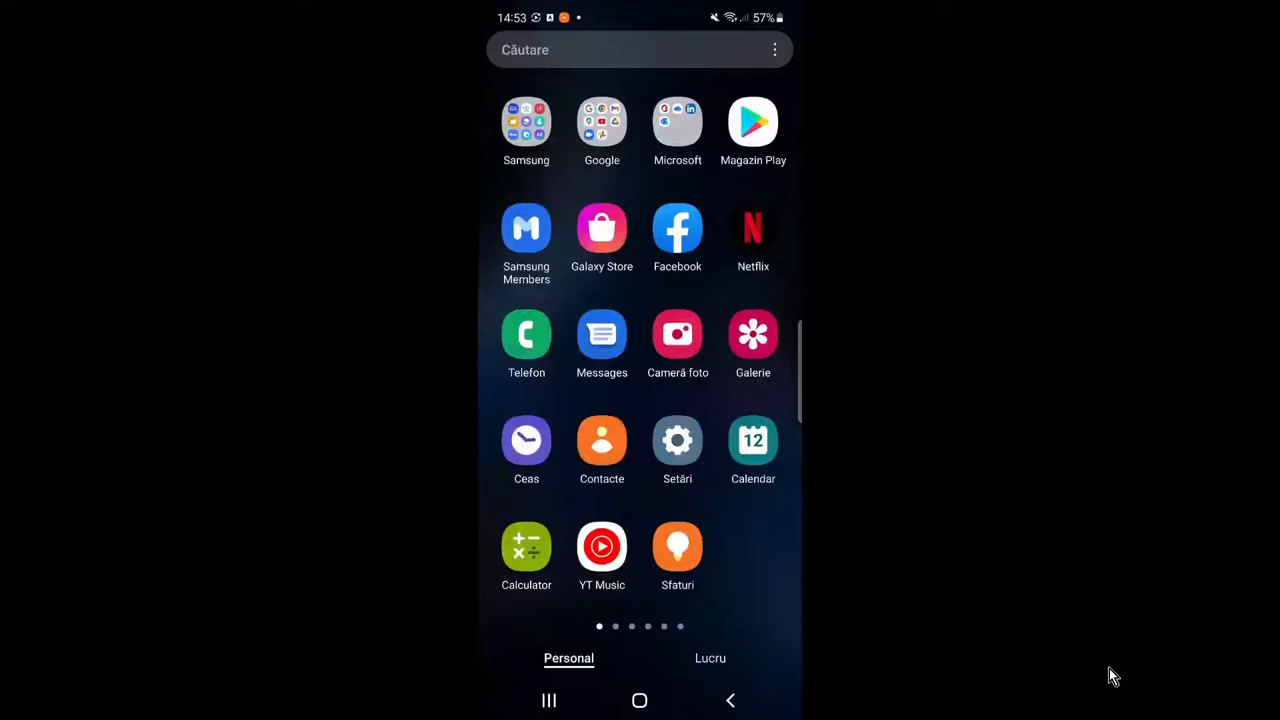 14:53
57%
Căutare
Samsung
Google
Microsoft
Magazin Play
Samsung
Members
Galaxy Store
Facebook
N
Netflix
Telefon
Messages
Cameră foto
Galerie
Ceas
Contacte
Setări
12
Calendar
Calculator
YT Music
Sfaturi
Personal
Lucru